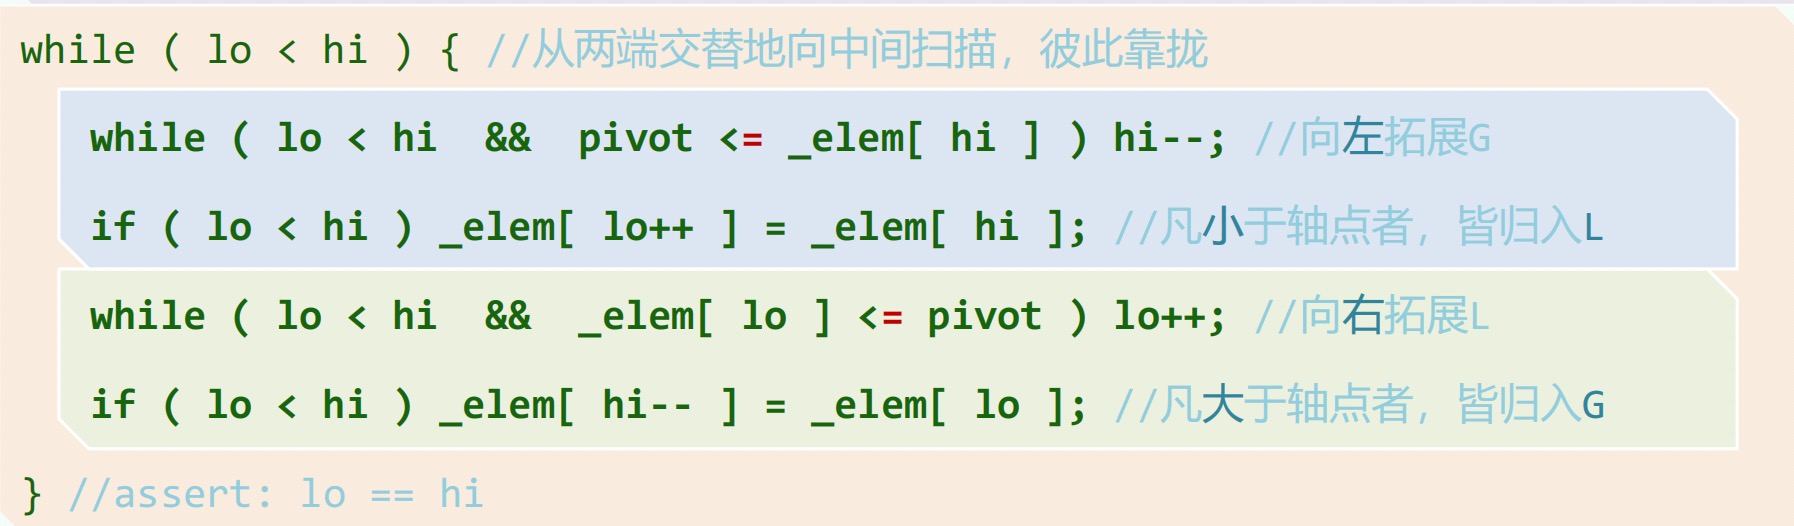 while ( lo < hi ) { //从两端交替地向中间扫描，彼此靠拢
while ( lo < hi && pivot <= _elem[ hi ] ) hi--; //向左拓展G
if ( lo < hi ) _elem[ lo++ ] = _elem[ hi ]; //凡小于轴点者，皆归入L
while ( lo < hi && _elem[ lo ] <= pivot ) lo++; //向右拓展L
if ( lo < hi ) _elem[ hi-- ] = _elem[ lo ]; //凡大于轴点者，皆归入G
} //assert: lo == hi